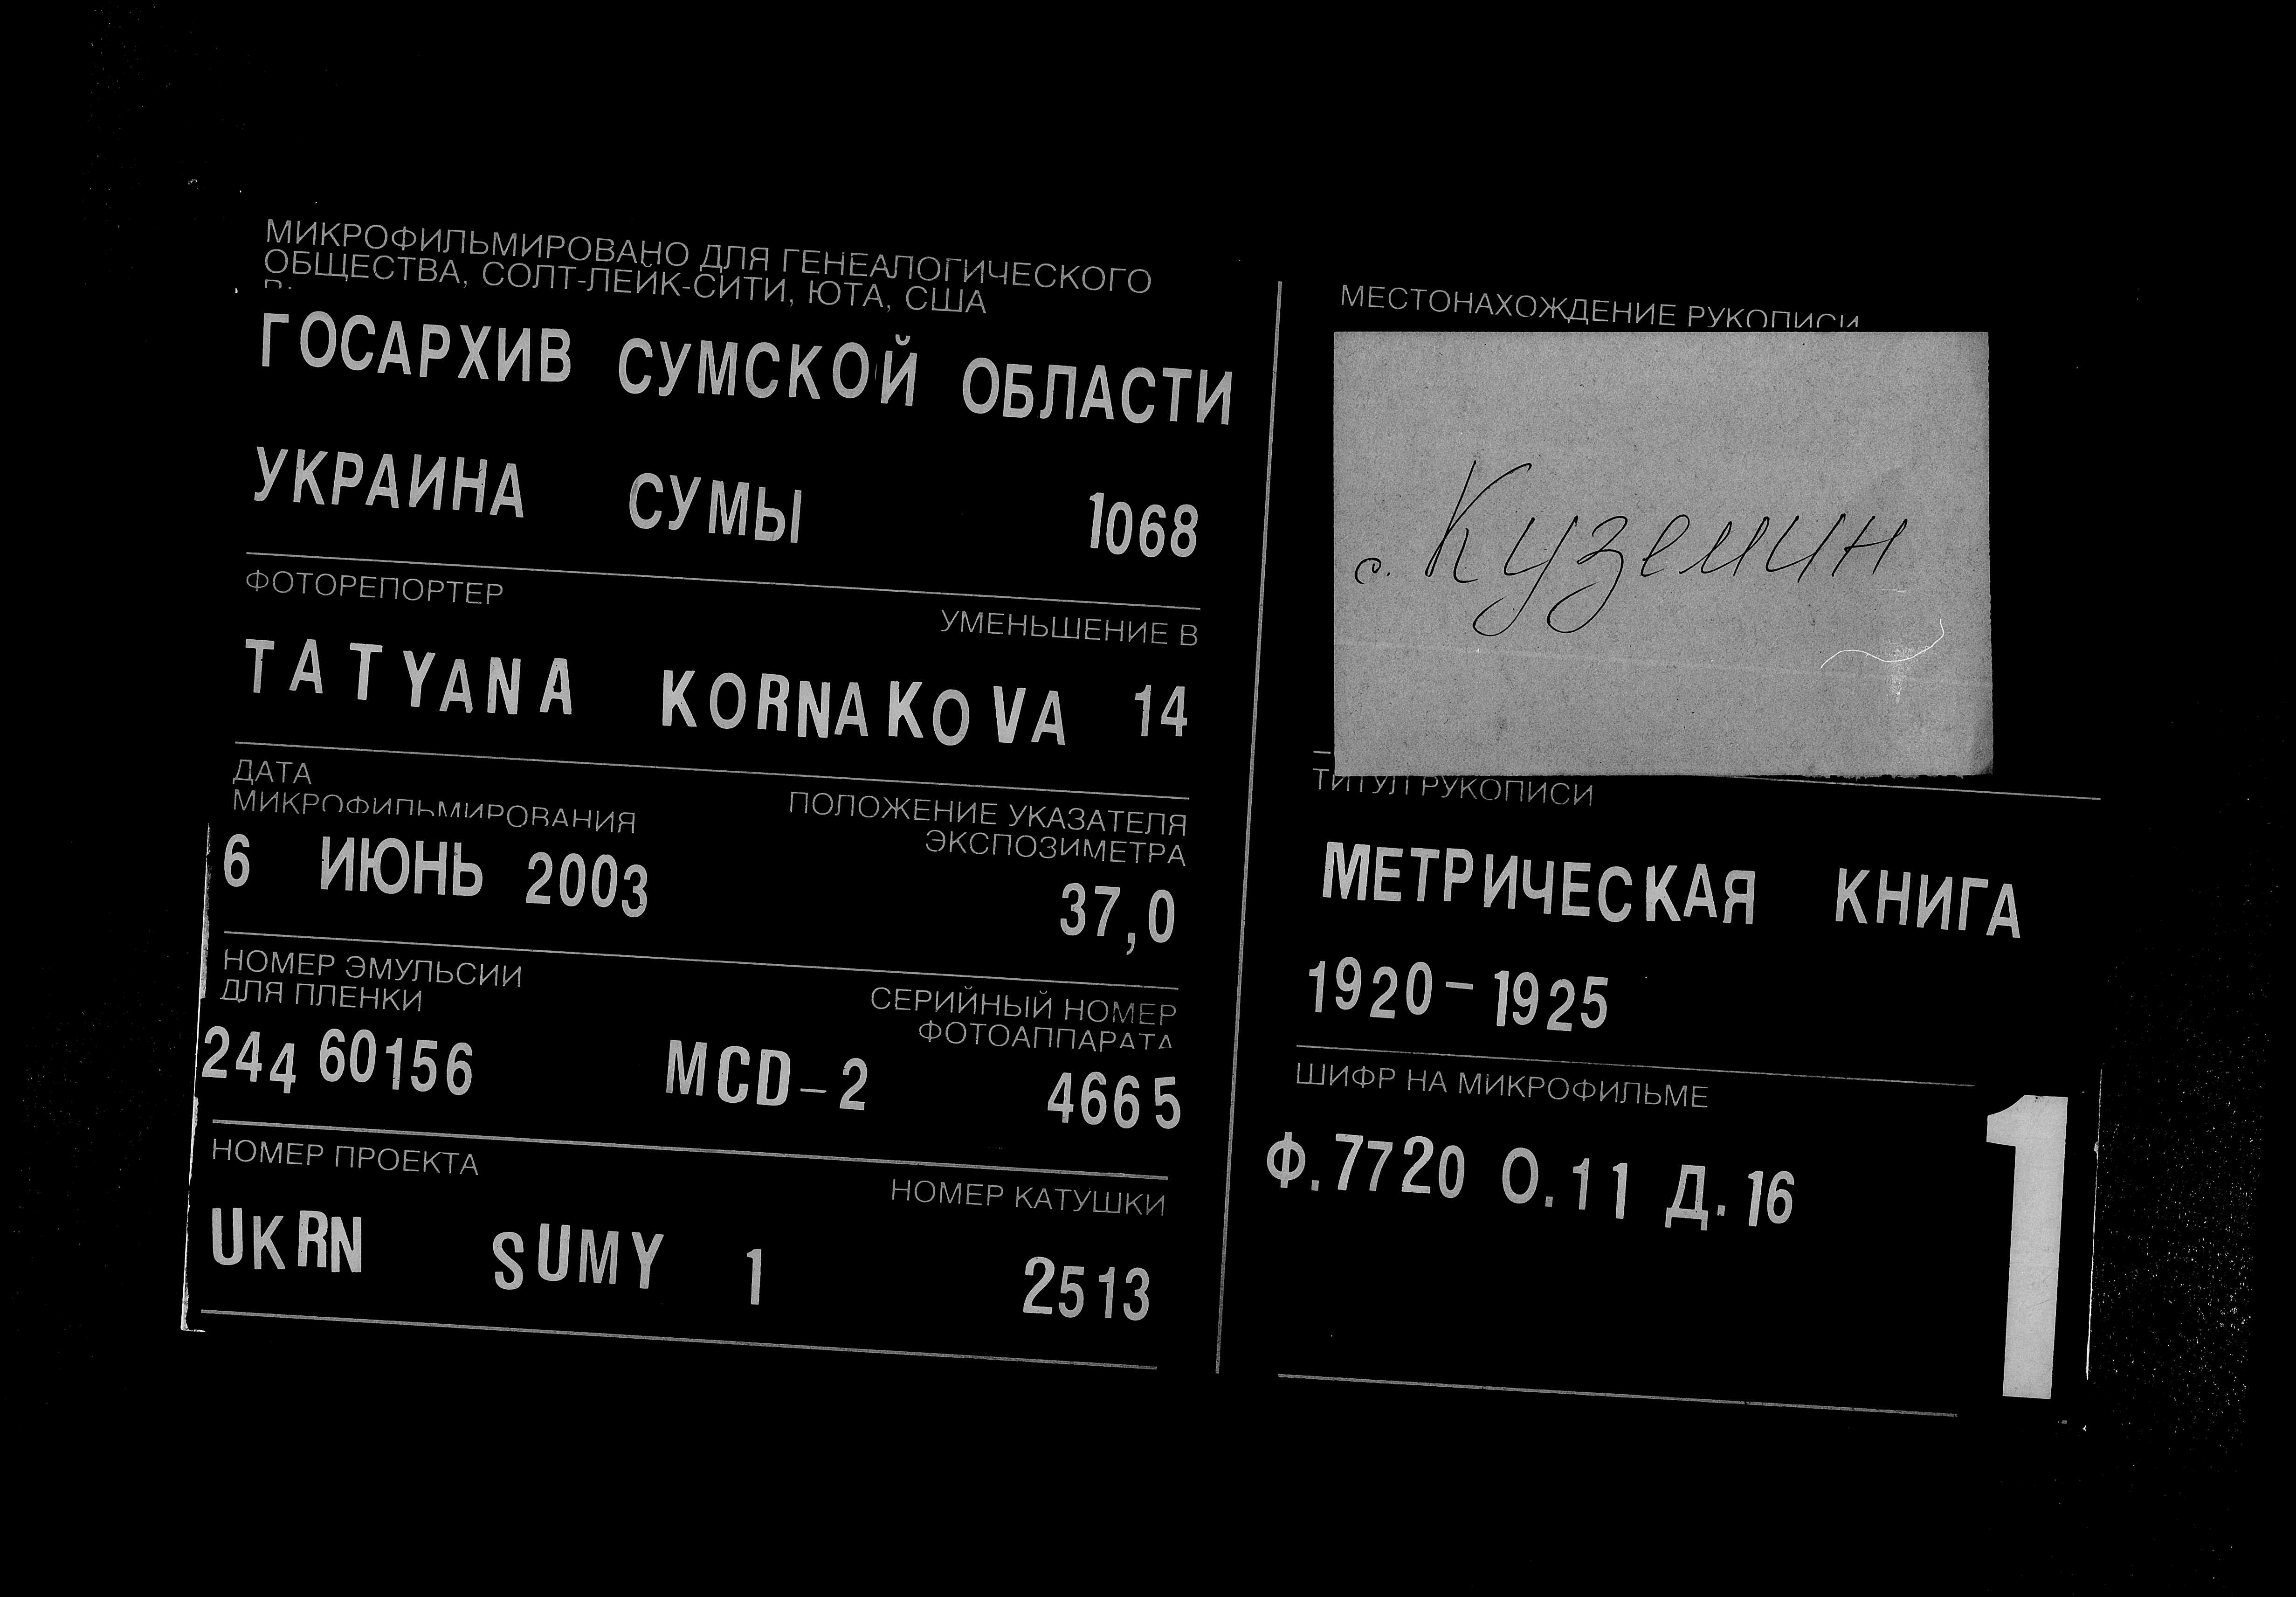 МИКРОФИЛЬМИРОВАНО ДЛЯ ГЕНЕАЛОГИЧЕСКОГО
ОБЩЕСТВА, СОЛТ-ЛЕЙК-СИТИ, ЮТА, США
ГОСАРХИВ СУМСКОЙ ОБЛАСТИ
УКРАИНА СУМЫ 1068
ФОТОРЕПОРТЕР
УМЕНЬШЕНИЕ В
TATYANA KORNAKOVA 14
ДАТА
МИКРОФИЛЬМИРОВАНИЯ
ПОЛОЖЕНИЕ УКАЗАТЕЛЯ
ЭКСПОЗИМЕТРА
6 ИЮНЬ 2003
37,0
НОМЕР ЭМУЛЬСИИ
ДЛЯ ПЛЕНКИ
СЕРИЙНЫЙ НОМЕР
ФОТОАППАРАТА
244 60156 MCD-2 4665
НОМЕР ПРОЕКТА
НОМЕР КАТУШКИ
UKRN SUMY 1 2513
МЕСТОНАХОЖДЕНИЕ РУКОПИСИ
с. Куземин
ТИТУЛ РУКОПИСИ
МЕТРИЧЕСКАЯ КНИГА
1920-1925
ШИФР НА МИКРОФИЛЬМЕ
Ф.7720 О.11 Д.16
1